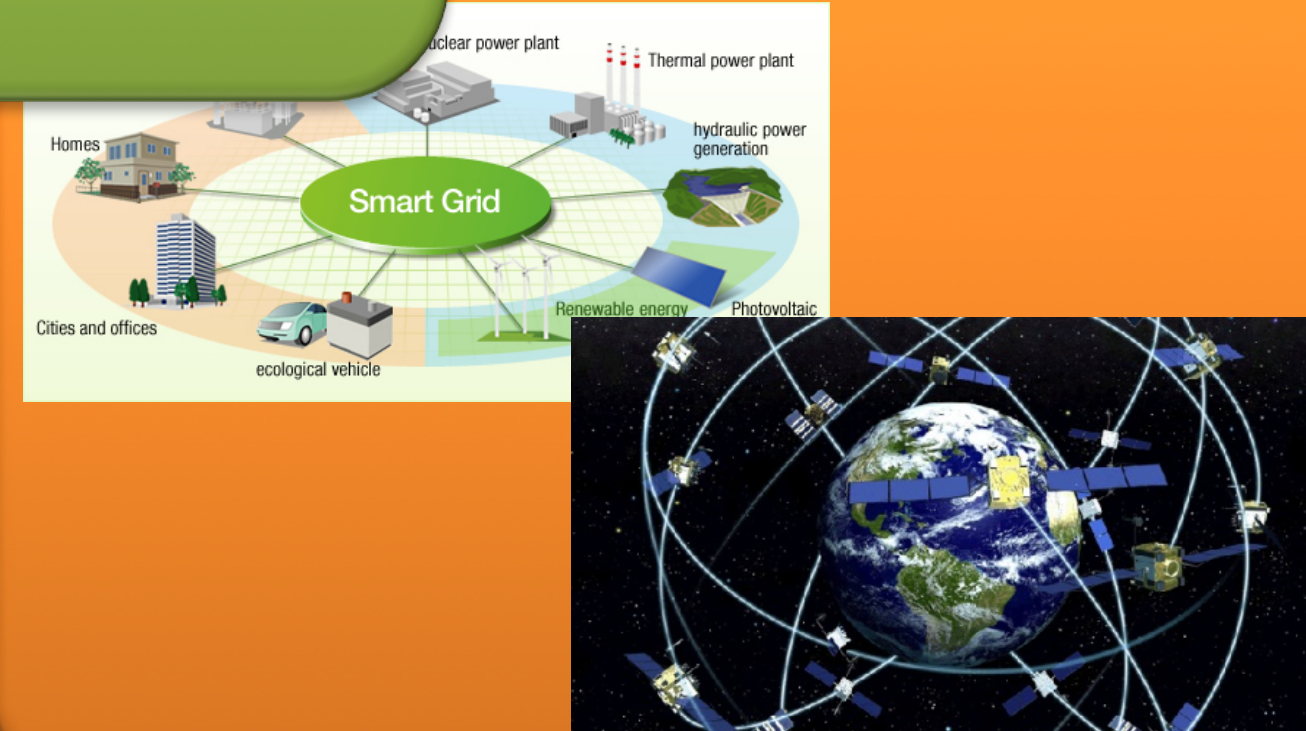 power plant
Thermal power plant
hydraulic power
generation
Homes
Smart Grid
Renewable energy
Photovoltaic
Cities and offices
ecological vehicle